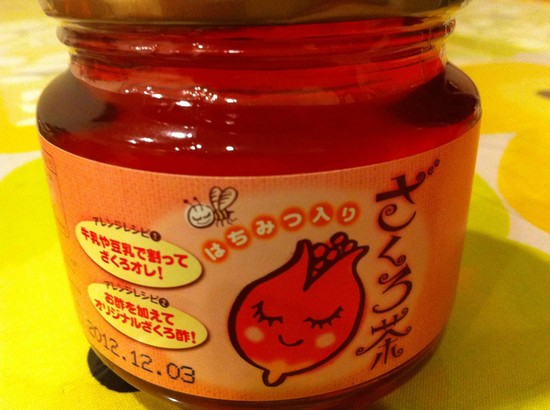 はちみつ入り
ざくろ茶
アレンジレシピ1
牛乳や豆乳で割って
ざくろオレ!
アレンジレシピ2
お酢を加えて
オリジナルざくろ酢!
2012.12.03